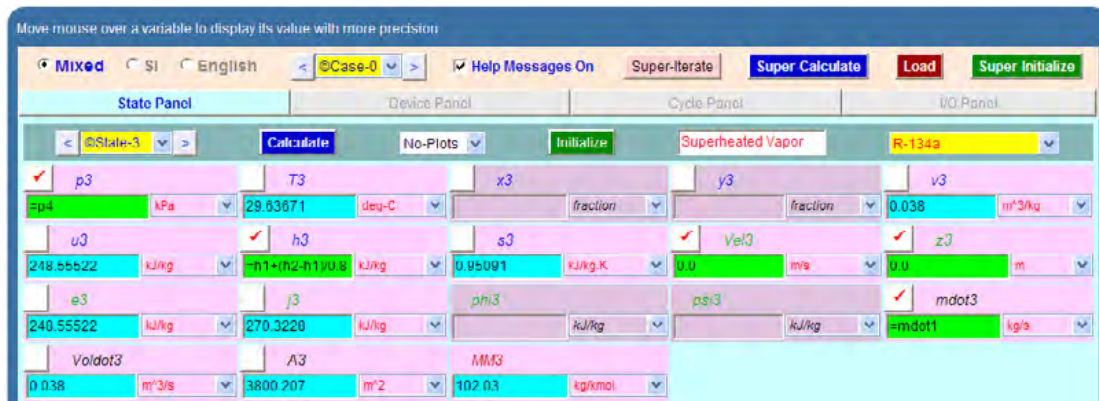 Move mouse over a variable to display its value with more precision
Mixed SI English < ©Case-0 > Help Messages On Super-Iterate Super Calculate Load Super Initialize
State Panel Device Panel Cycle Panel I/O Panel
< ©State-3 > Calculate No-Plots Initialize Superheated Vapor R-134a
p3 T3 x3 y3 v3
=p4 kPa 29.63671 deg-C fraction fraction 0.038 m^3/kg
u3 h3 s3 Vel3 z3
248.55522 kJ/kg =h1+(h2-h1)/0.8 kJ/kg 0.95091 kJ/kg.K 0.0 m/s 0.0 m
e3 j3 phi3 psi3 mdot3
248.55522 kJ/kg 270.3228 kJ/kg kJ/kg kJ/kg =mdot1 kg/s
Voldot3 A3 MM3
0.038 m^3/s 3800.207 m^2 102.03 kg/kmol